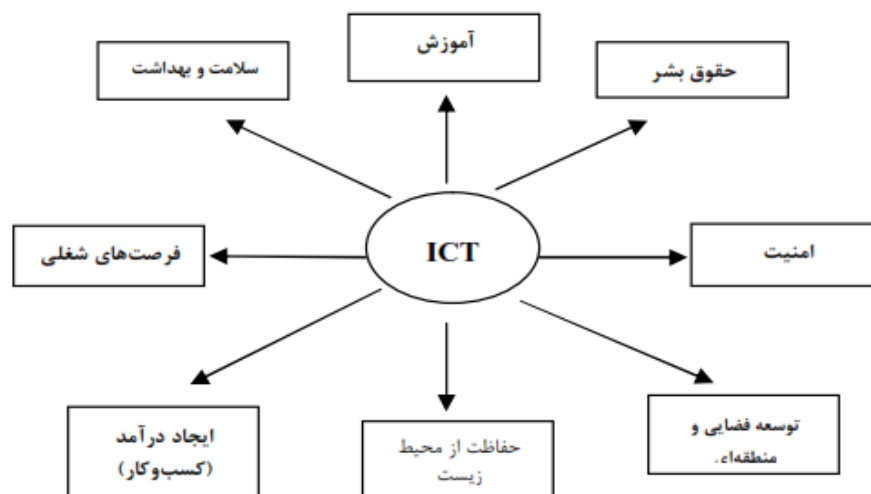 آموزش
حقوق بشر
سلامت و بهداشت
ICT
امنیت
فرصت‌های شغلی
توسعه فضایی و
منطقه‌ای.
حفاظت از محیط
زیست
ایجاد درآمد
(کسب‌وکار)